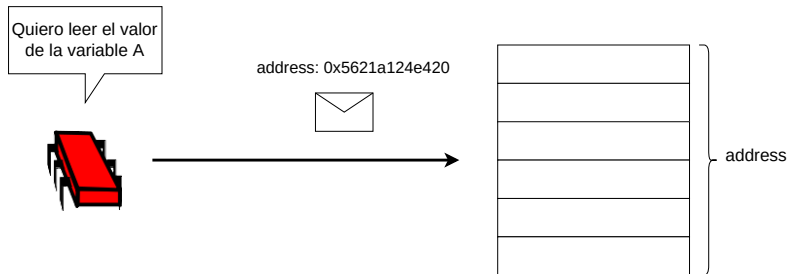 Quiero leer el valor
de la variable A
address: 0x5621a124e420
address